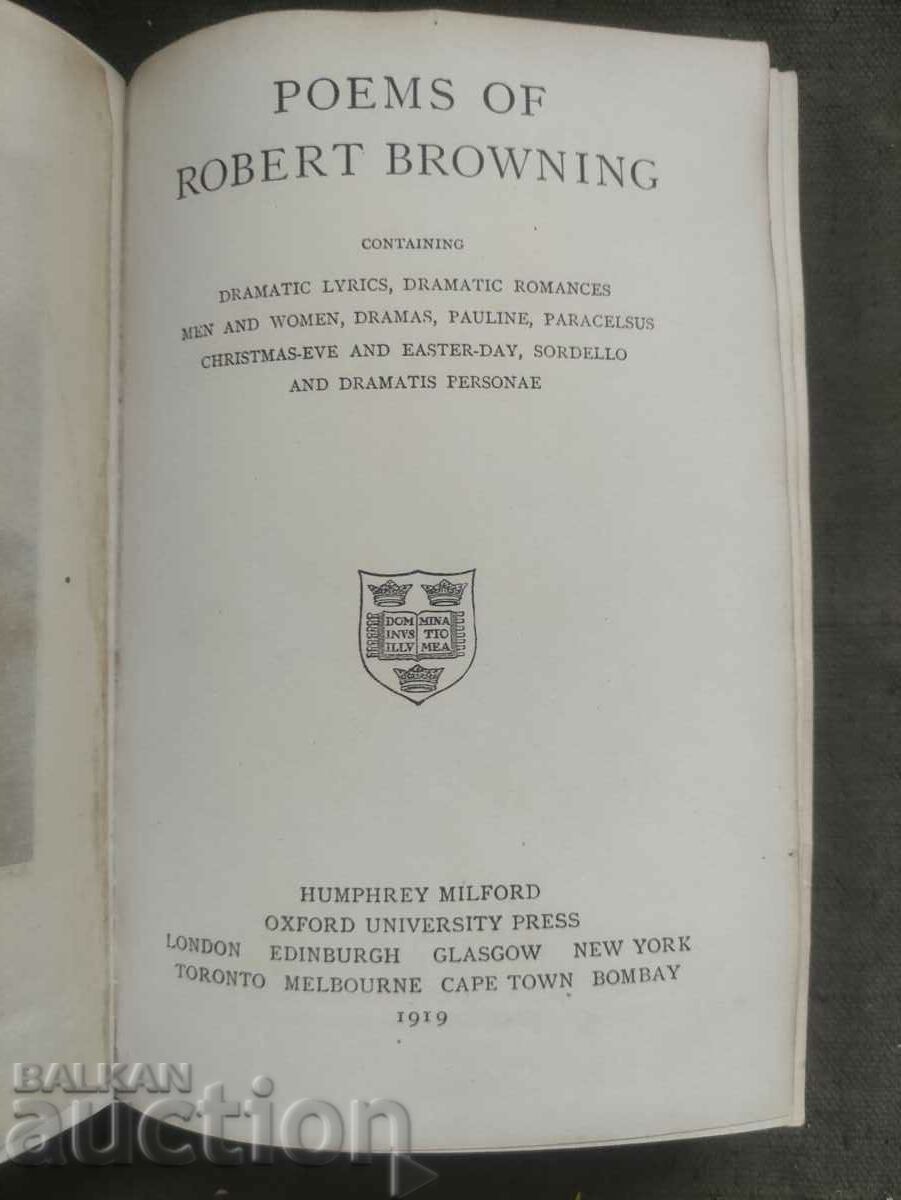 POEMS OF
ROBERT BROWNING
CONTAINING
DRAMATIC LYRICS, DRAMATIC ROMANCES
MEN AND WOMEN, DRAMAS, PAULINE, PARACELSUS
CHRISTMAS-EVE AND EASTER-DAY, SORDELLO
AND DRAMATIS PERSONAE
DOM MINA
INVS TIO
ILLV MEA
HUMPHREY MILFORD
OXFORD UNIVERSITY PRESS
LONDON EDINBURGH GLASGOW NEW YORK
TORONTO MELBOURNE CAPE TOWN BOMBAY
1919
BALKAN
auction